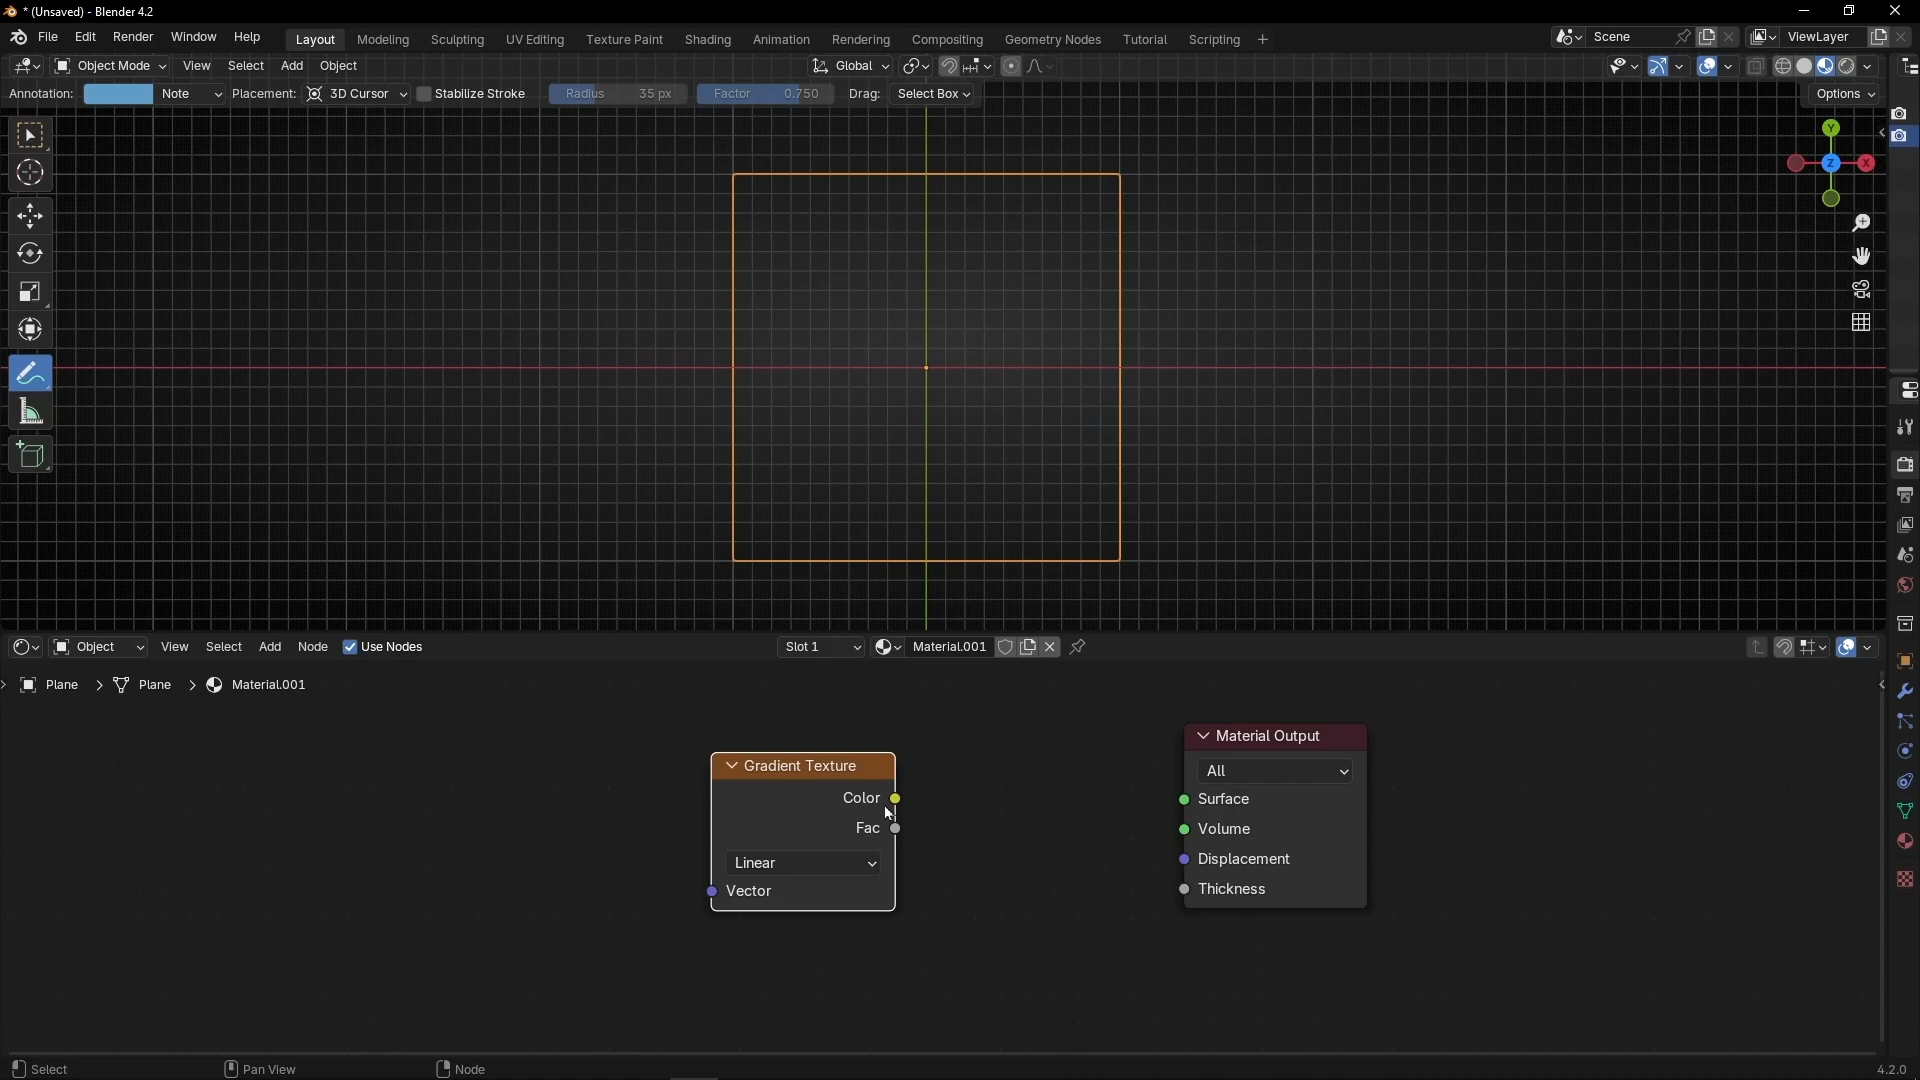 * (Unsaved) - Blender 4.2
File Edit Render Window Help Layout Modeling Sculpting UV Editing Texture Paint Shading Animation Rendering Compositing Geometry Nodes Tutorial Scripting + Scene ViewLayer
Object Mode View Select Add Object Global
Annotation: Note Placement: 3D Cursor Stabilize Stroke Radius 35 px Factor 0.750 Drag: Select Box Options
Y
Z X
Object View Select Add Node Use Nodes Slot 1 Material.001
Plane > Plane > Material.001
Material Output
All
Surface
Volume
Displacement
Thickness
Gradient Texture
Color
Fac
Linear
Vector
Select Pan View Node 4.2.0